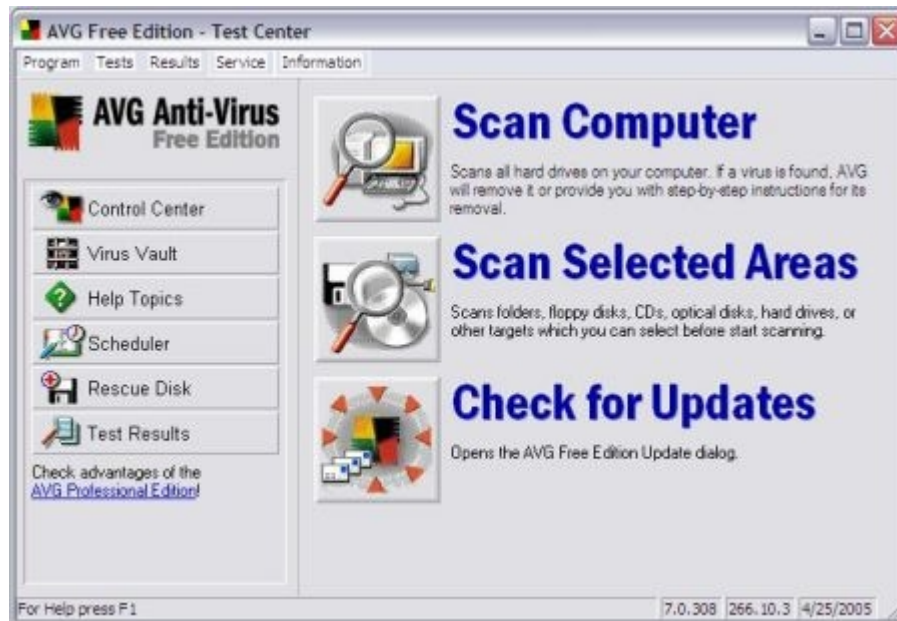 AVG Free Edition - Test Center
Program Tests Results Service Information
AVG Anti-Virus
Free Edition
Control Center
Virus Vault
Help Topics
Scheduler
Rescue Disk
Test Results
Check advantages of the
AVG Professional Edition!
Scan Computer
Scans all hard drives on your computer. If a virus is found, AVG
will remove it or provide you with step-by-step instructions for its
removal.
Scan Selected Areas
Scans folders, floppy disks, CDs, optical disks, hard drives, or
other targets which you can select before start scanning.
Check for Updates
Opens the AVG Free Edition Update dialog.
For Help press F1
7.0.308 266.10.3 4/25/2005